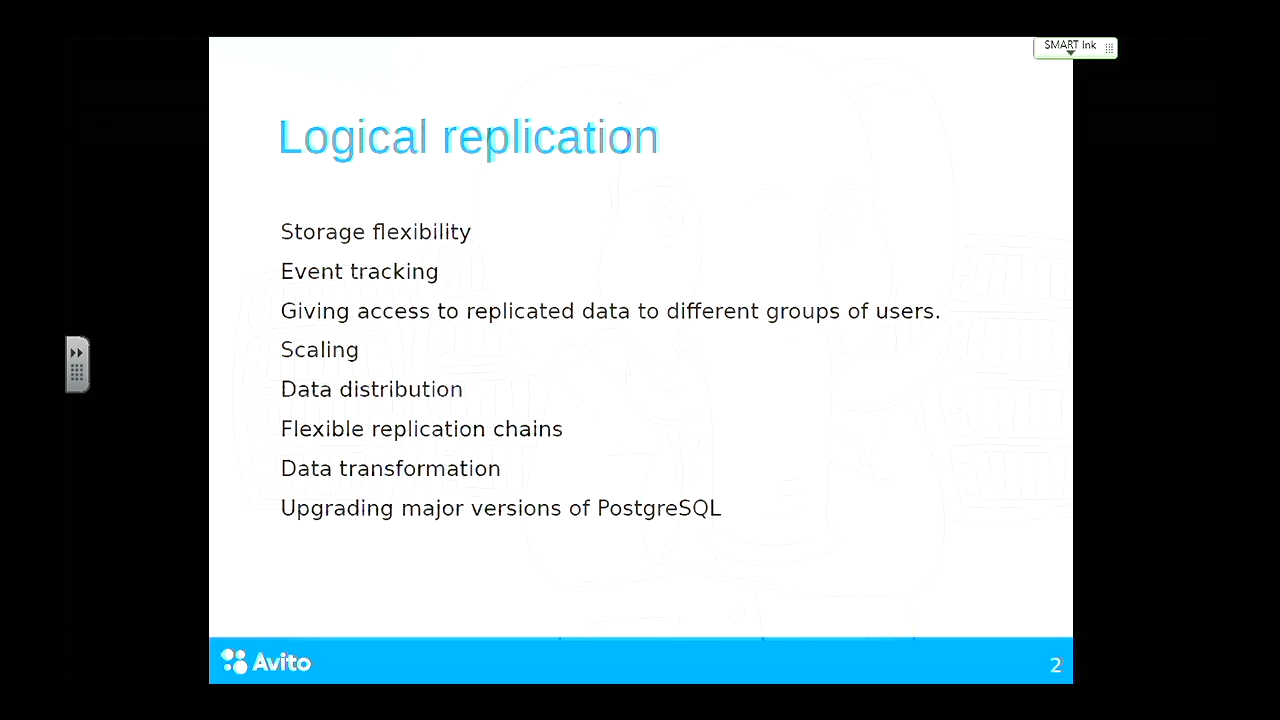 SMART Ink
Logical replication
Storage flexibility
Event tracking
Giving access to replicated data to different groups of users.
Scaling
Data distribution
Flexible replication chains
Data transformation
Upgrading major versions of PostgreSQL
Avito
2